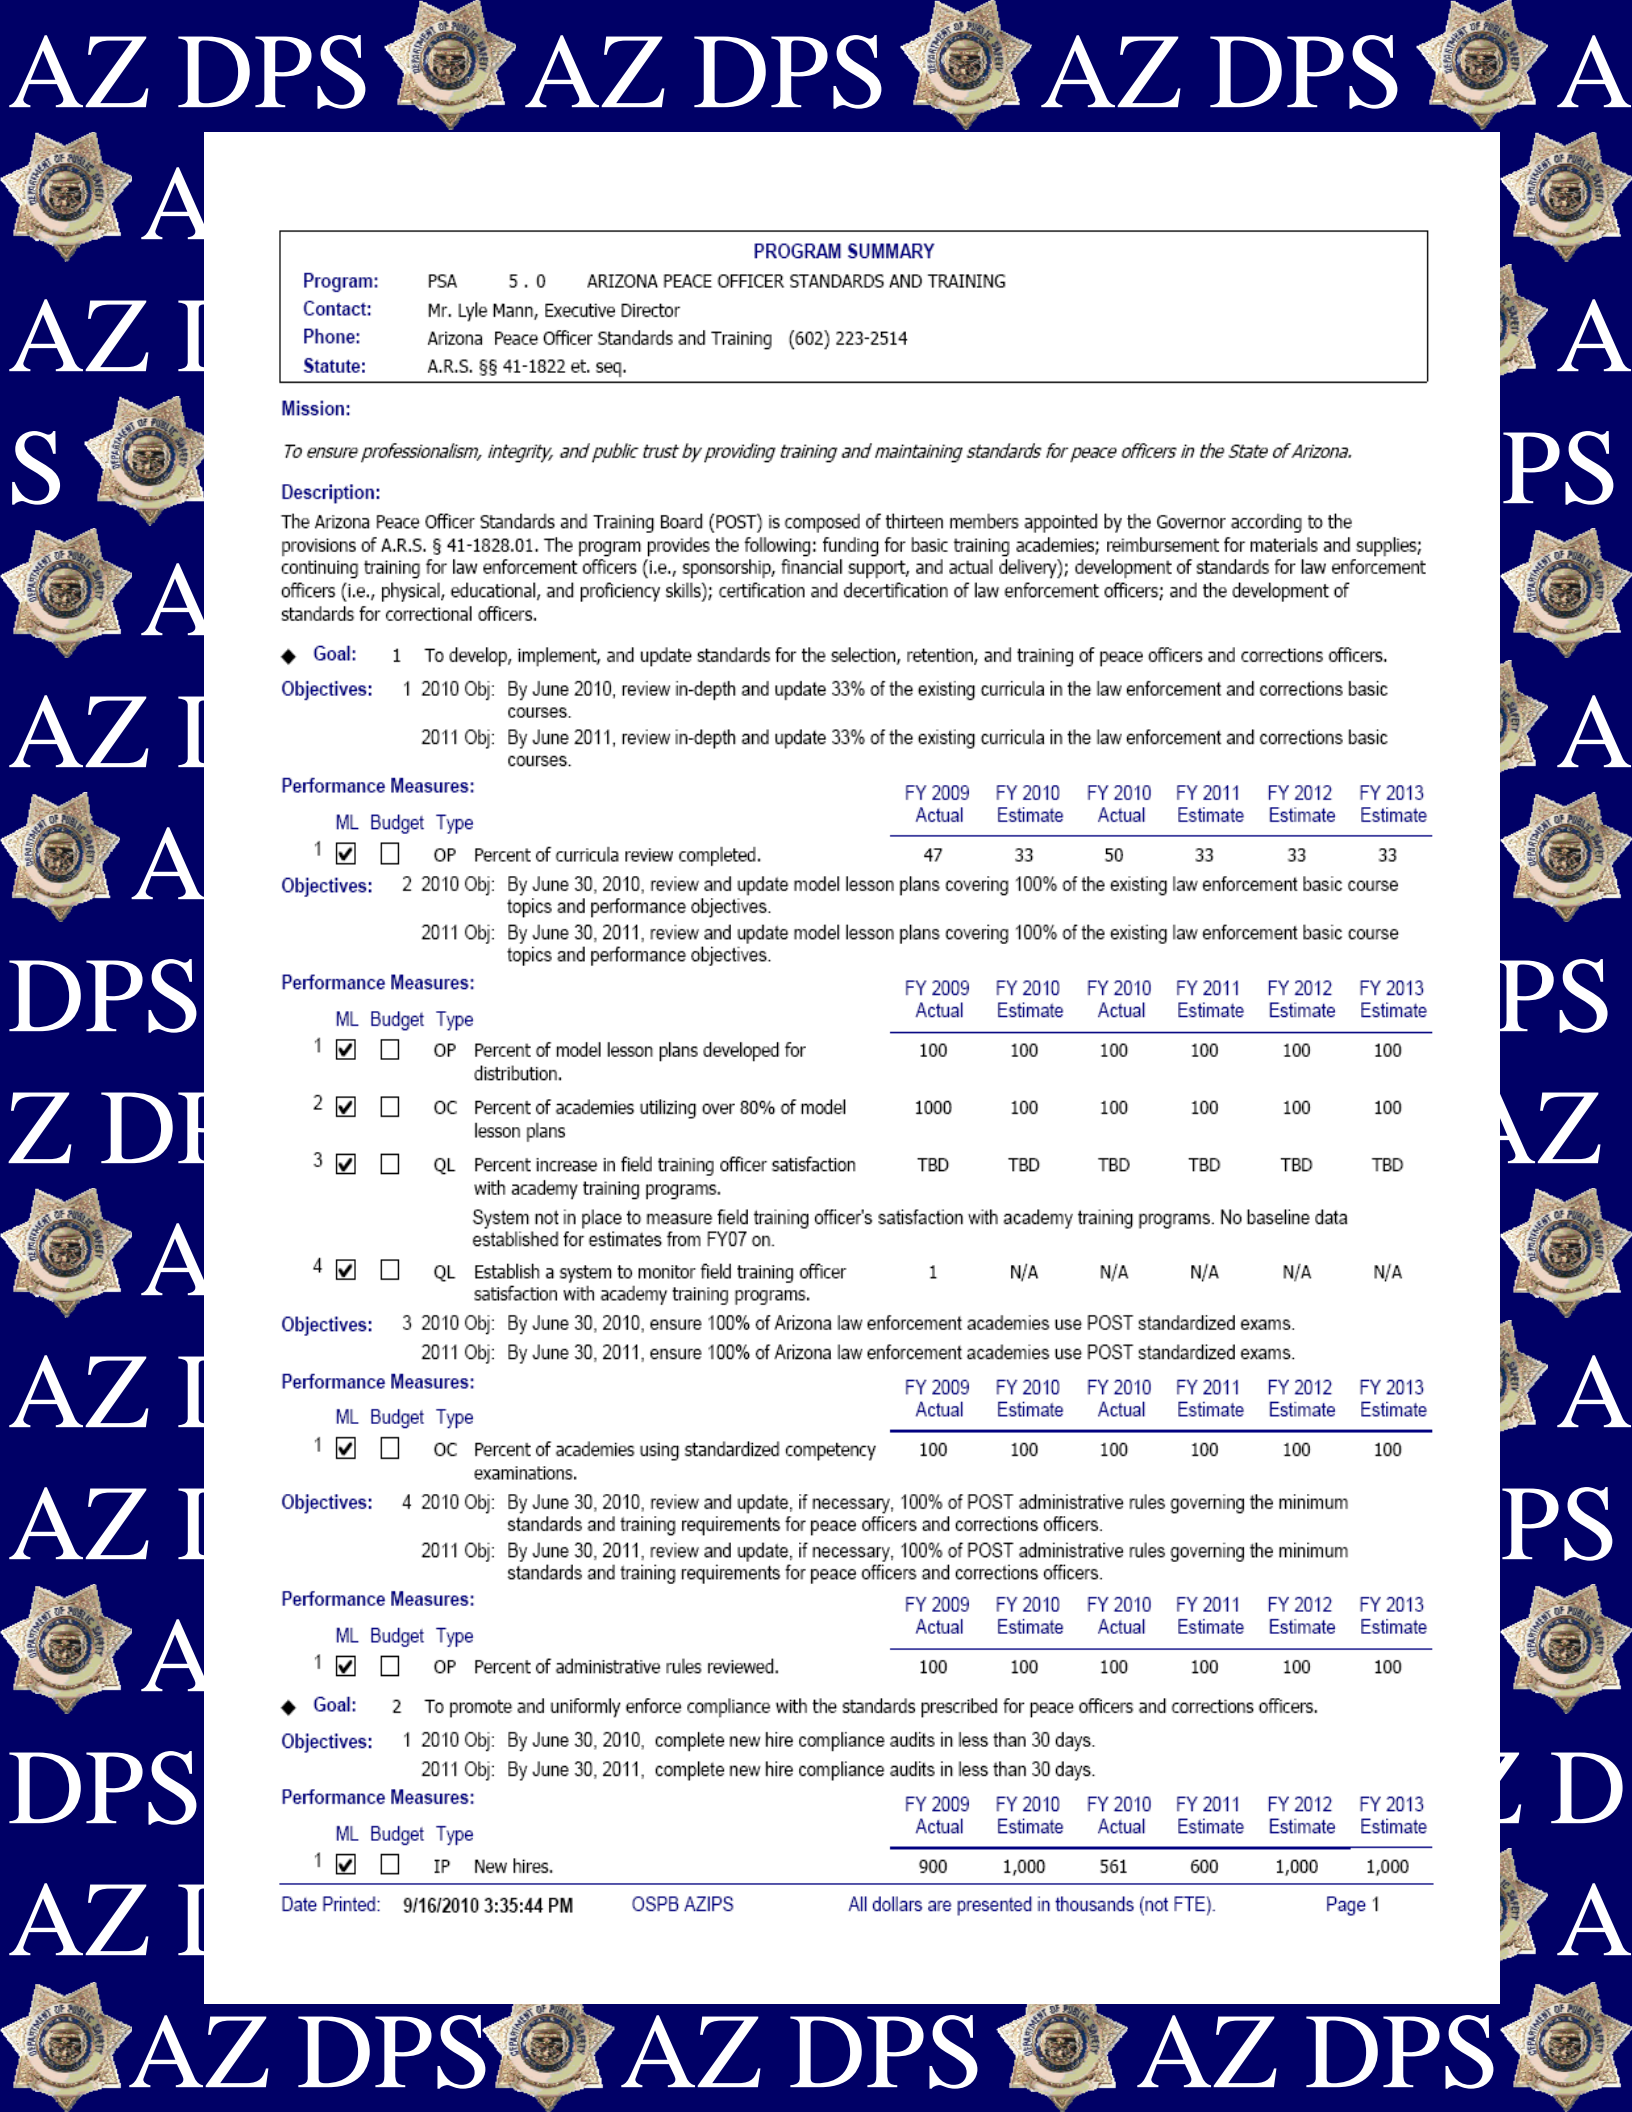 AZ DPS AZ DPS AZ DPS A
PROGRAM SUMMARY
Program: PSA 5 . 0 ARIZONA PEACE OFFICER STANDARDS AND TRAINING
Contact: Mr. Lyle Mann, Executive Director
Phone: Arizona Peace Officer Standards and Training (602) 223-2514
Statute: A.R.S. §§ 41-1822 et. seq.
Mission:
To ensure professionalism, integrity, and public trust by providing training and maintaining standards for peace officers in the State of Arizona.
Description:
The Arizona Peace Officer Standards and Training Board (POST) is composed of thirteen members appointed by the Governor according to the
provisions of A.R.S. § 41-1828.01. The program provides the following: funding for basic training academies; reimbursement for materials and supplies;
continuing training for law enforcement officers (i.e., sponsorship, financial support, and actual delivery); development of standards for law enforcement
officers (i.e., physical, educational, and proficiency skills); certification and decertification of law enforcement officers; and the development of
standards for correctional officers.
◆ Goal: 1 To develop, implement, and update standards for the selection, retention, and training of peace officers and corrections officers.
Objectives: 1 2010 Obj: By June 2010, review in-depth and update 33% of the existing curricula in the law enforcement and corrections basic
courses.
2011 Obj: By June 2011, review in-depth and update 33% of the existing curricula in the law enforcement and corrections basic
courses.
Performance Measures:
FY 2009 FY 2010 FY 2010 FY 2011 FY 2012 FY 2013
Actual Estimate Actual Estimate Estimate Estimate
ML Budget Type
1 OP Percent of curricula review completed. 47 33 50 33 33 33
Objectives: 2 2010 Obj: By June 30, 2010, review and update model lesson plans covering 100% of the existing law enforcement basic course
topics and performance objectives.
2011 Obj: By June 30, 2011, review and update model lesson plans covering 100% of the existing law enforcement basic course
topics and performance objectives.
Performance Measures:
FY 2009 FY 2010 FY 2010 FY 2011 FY 2012 FY 2013
Actual Estimate Actual Estimate Estimate Estimate
ML Budget Type
1 OP Percent of model lesson plans developed for 100 100 100 100 100 100
distribution.
2 OC Percent of academies utilizing over 80% of model 1000 100 100 100 100 100
lesson plans
3 QL Percent increase in field training officer satisfaction TBD TBD TBD TBD TBD TBD
with academy training programs.
System not in place to measure field training officer's satisfaction with academy training programs. No baseline data
established for estimates from FY07 on.
4 QL Establish a system to monitor field training officer 1 N/A N/A N/A N/A N/A
satisfaction with academy training programs.
Objectives: 3 2010 Obj: By June 30, 2010, ensure 100% of Arizona law enforcement academies use POST standardized exams.
2011 Obj: By June 30, 2011, ensure 100% of Arizona law enforcement academies use POST standardized exams.
Performance Measures:
FY 2009 FY 2010 FY 2010 FY 2011 FY 2012 FY 2013
Actual Estimate Actual Estimate Estimate Estimate
ML Budget Type
1 OC Percent of academies using standardized competency 100 100 100 100 100 100
examinations.
Objectives: 4 2010 Obj: By June 30, 2010, review and update, if necessary, 100% of POST administrative rules governing the minimum
standards and training requirements for peace officers and corrections officers.
2011 Obj: By June 30, 2011, review and update, if necessary, 100% of POST administrative rules governing the minimum
standards and training requirements for peace officers and corrections officers.
Performance Measures:
FY 2009 FY 2010 FY 2010 FY 2011 FY 2012 FY 2013
Actual Estimate Actual Estimate Estimate Estimate
ML Budget Type
1 OP Percent of administrative rules reviewed. 100 100 100 100 100 100
◆ Goal: 2 To promote and uniformly enforce compliance with the standards prescribed for peace officers and corrections officers.
Objectives: 1 2010 Obj: By June 30, 2010, complete new hire compliance audits in less than 30 days.
2011 Obj: By June 30, 2011, complete new hire compliance audits in less than 30 days.
Performance Measures:
FY 2009 FY 2010 FY 2010 FY 2011 FY 2012 FY 2013
Actual Estimate Actual Estimate Estimate Estimate
ML Budget Type
1 IP New hires. 900 1,000 561 600 1,000 1,000
Date Printed: 9/16/2010 3:35:44 PM OSPB AZIPS All dollars are presented in thousands (not FTE). Page 1
AZ DPS AZ DPS AZ DPS